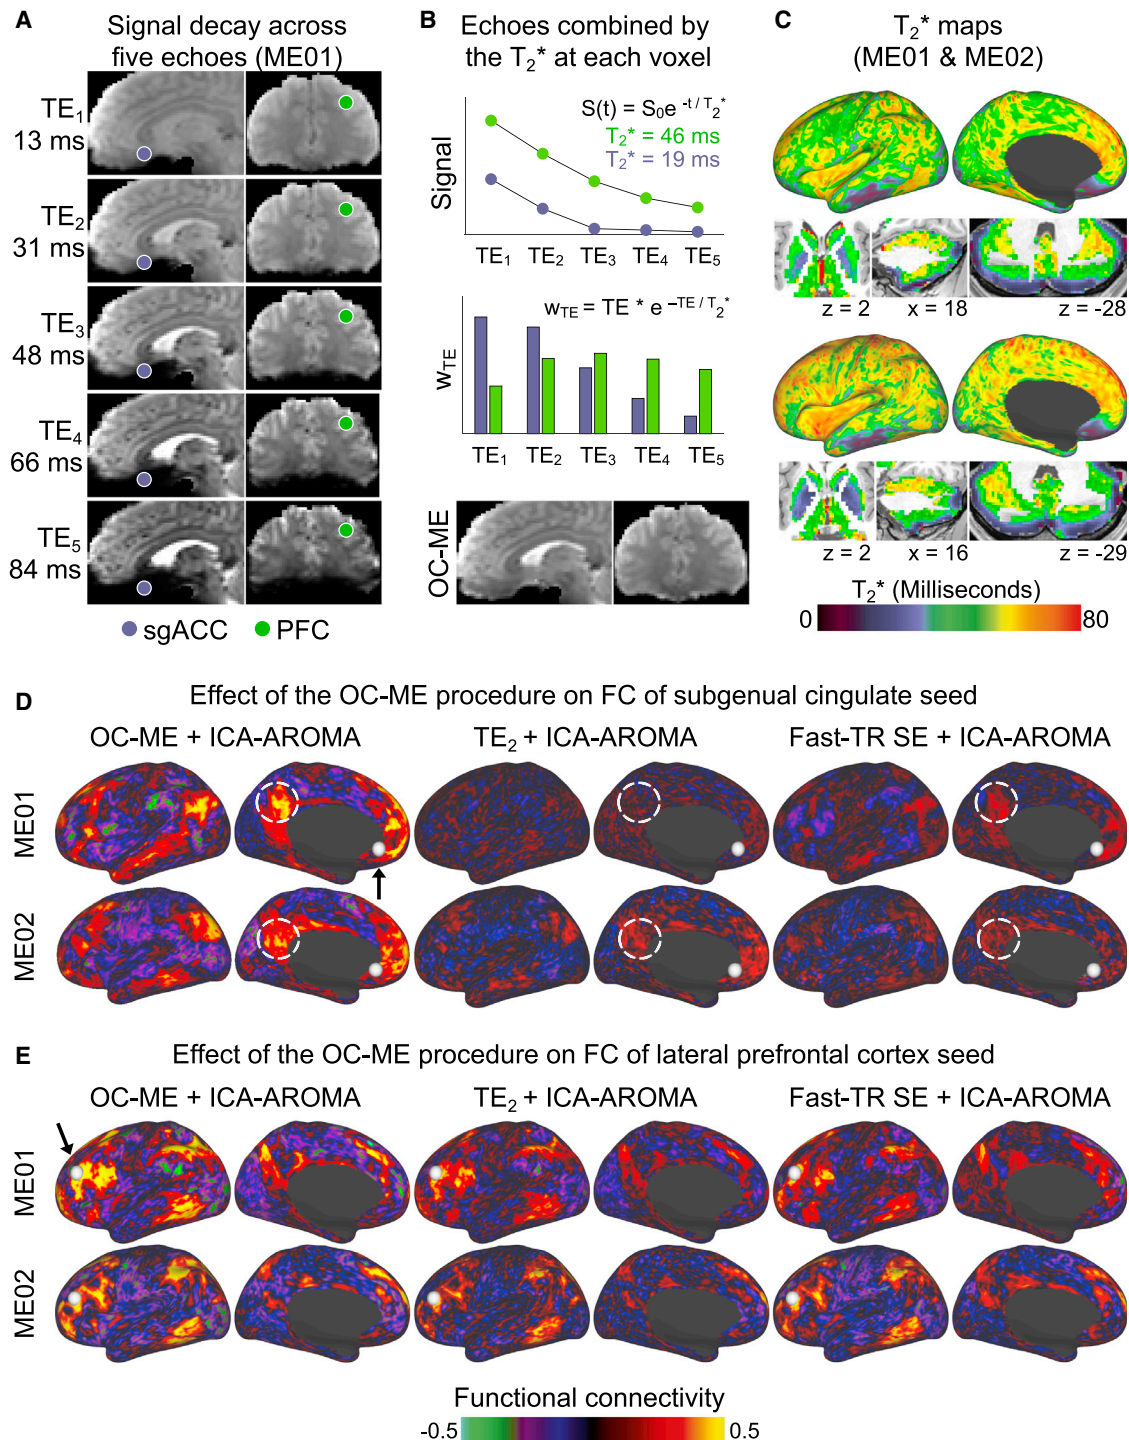 A
Signal decay across
five echoes (ME01)
TE1
13 ms
TE2
31 ms
TE3
48 ms
TE4
66 ms
TE5
84 ms
sgACC
PFC
B
Echoes combined by
the T2* at each voxel
S(t) = S0e -t / T2*
T2* = 46 ms
T2* = 19 ms
Signal
TE1 TE2 TE3 TE4 TE5
wTE = TE * e -TE / T2*
wTE
TE1 TE2 TE3 TE4 TE5
OC-ME
C
T2* maps
(ME01 & ME02)
z = 2 x = 18 z = -28
z = 2 x = 16 z = -29
T2* (Milliseconds)
0 80
D
Effect of the OC-ME procedure on FC of subgenual cingulate seed
OC-ME + ICA-AROMA TE2 + ICA-AROMA Fast-TR SE + ICA-AROMA
ME01
ME02
E
Effect of the OC-ME procedure on FC of lateral prefrontal cortex seed
OC-ME + ICA-AROMA TE2 + ICA-AROMA Fast-TR SE + ICA-AROMA
ME01
ME02
Functional connectivity
-0.5 0.5